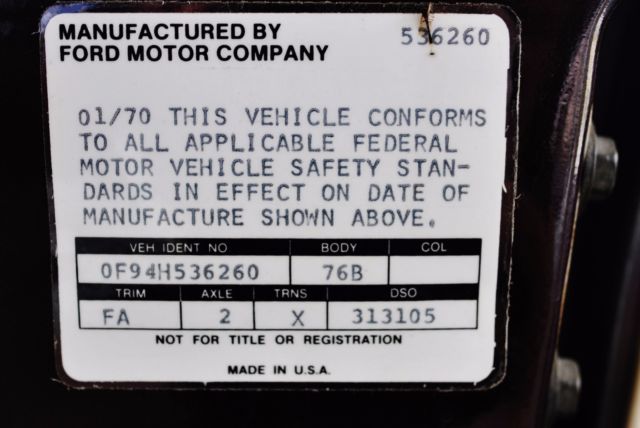 MANUFACTURED BY
FORD MOTOR COMPANY
536260
01/70 THIS VEHICLE CONFORMS
TO ALL APPLICABLE FEDERAL
MOTOR VEHICLE SAFETY STAN-
DARDS IN EFFECT ON DATE OF
MANUFACTURE SHOWN ABOVE.
VEH IDENT NO BODY COL
0F94H536260 76B
TRIM AXLE TRNS DSO
FA 2 X 313105
NOT FOR TITLE OR REGISTRATION
MADE IN U.S.A.